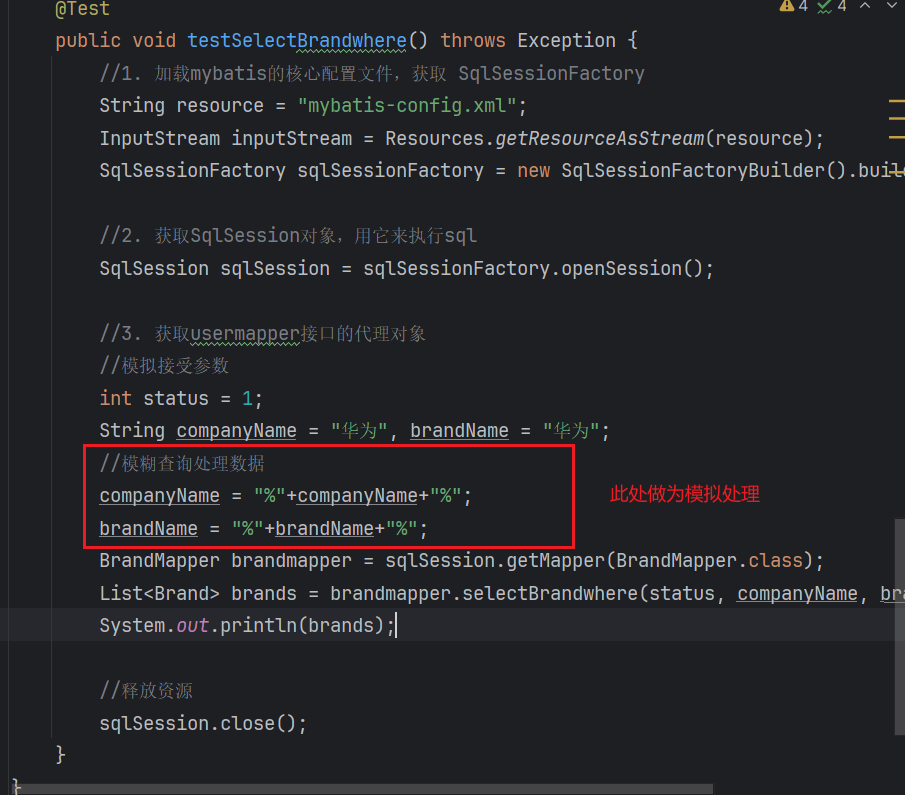 @Test
4 4
public void testSelectBrandwhere() throws Exception {
//1. 加载mybatis的核心配置文件，获取 SqlSessionFactory
String resource = "mybatis-config.xml";
InputStream inputStream = Resources.getResourceAsStream(resource);
SqlSessionFactory sqlSessionFactory = new SqlSessionFactoryBuilder().buil
//2. 获取SqlSession对象，用它来执行sql
SqlSession sqlSession = sqlSessionFactory.openSession();
//3. 获取usermapper接口的代理对象
//模拟接受参数
int status = 1;
String companyName = "华为", brandName = "华为";
//模糊查询处理数据
companyName = "%"+companyName+"%";
此处做为模拟处理
brandName = "%"+brandName+"%";
BrandMapper brandmapper = sqlSession.getMapper(BrandMapper.class);
List<Brand> brands = brandmapper.selectBrandwhere(status, companyName, bra
System.out.println(brands);
//释放资源
sqlSession.close();
}
}